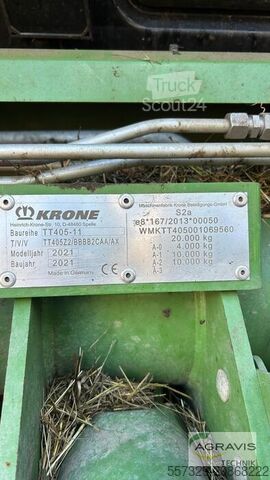 Truck
Scout24
KRONE
Heinrich-Krone-Str. 10, D-48480 Spelle
Baureihe TT405-11
T/V/V TT405Z2/BBBB2CAA/AX
Modelljahr 2021
Baujahr 2021
Made in Germany
Maschinenfabrik Krone Beteiligungs-GmbH
S2a
e8*167/2013*00050
WMKTT405001069560
20.000 kg
A-0 4.000 kg
A-1 10.000 kg
A-2 10.000 kg
A-3
AGRAVIS
TECHNIK